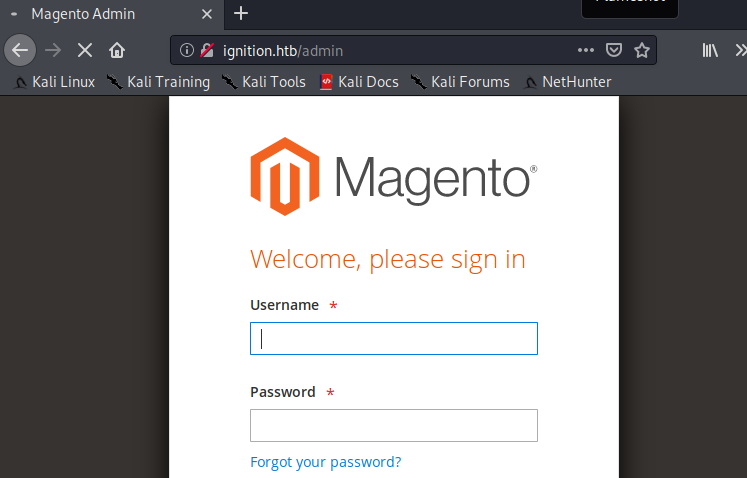 Magento Admin
ignition.htb/admin
Kali Linux Kali Training Kali Tools Kali Docs Kali Forums NetHunter
Magento®
Welcome, please sign in
Username *
Password *
Forgot your password?